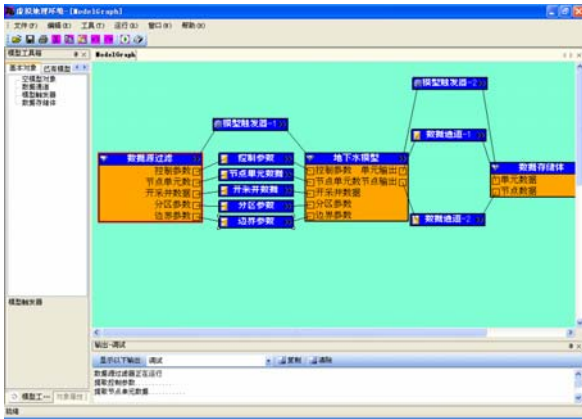 虚拟地理环境-[ModelGraph]
文件(F) 编辑(E) 工具(T) 运行(R) 窗口(W) 帮助(H)
模型工具箱
ModelGraph
基本对象 已有模型
空模型对象
数据通道
模型触发器
数据存储体
模型触发器-2
模型触发器-1
数据通道-1
数据源过滤
控制参数
节点单元数
开采井数据
分区参数
边界参数
控制参数
节点单元数据
开采井数据
分区参数
边界参数
地下水模型
控制参数 单元输出
节点单元数 节点输出
开采井数据
分区参数
边界参数
数据存储体
单元数据
节点数据
数据通道-2
模型触发器
输出-调试
显示以下输出: 调试
复制 清除
数据源过滤器正在运行
提取控制参数............
提取节点单元数据............
模型工... 对象属性
就绪